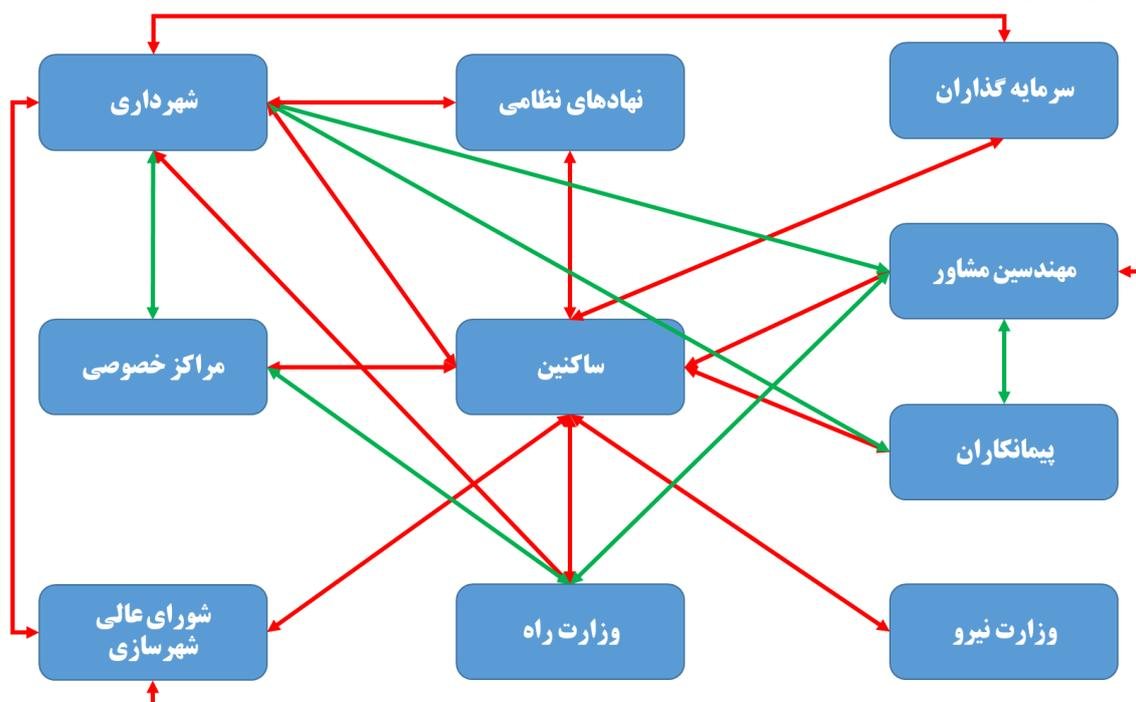 سرمایه گذاران
نهادهای نظامی
شهرداری
مهندسین مشاور
ساکنین
مراکز خصوصی
پیمانکاران
وزارت نیرو
وزارت راه
شورای عالی
شهرسازی